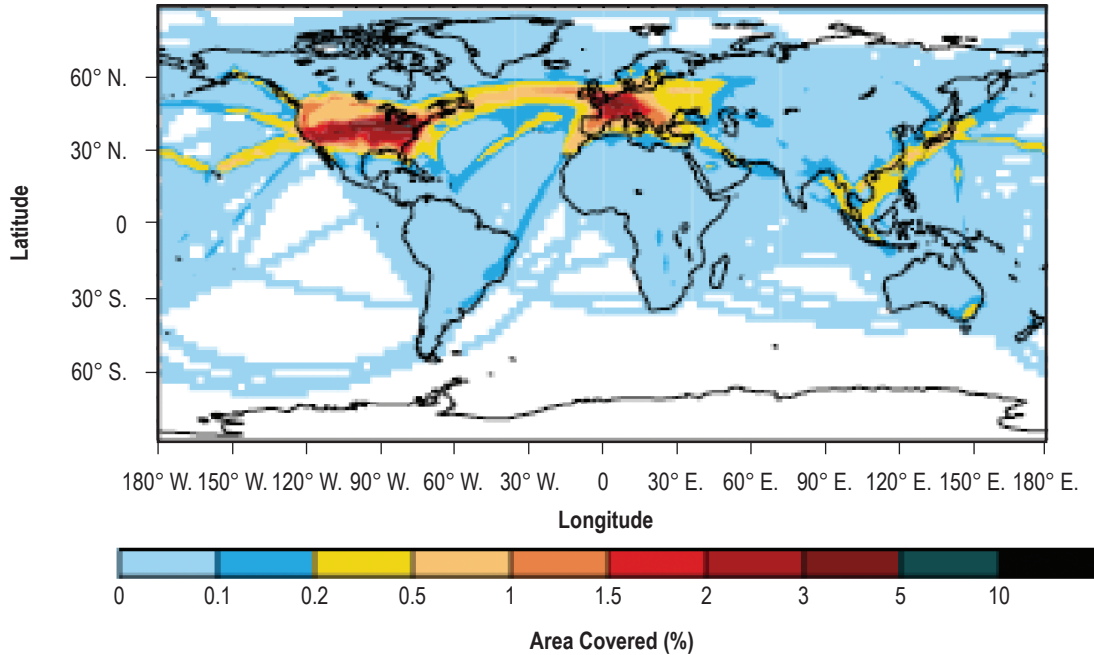 60° N.
30° N.
0
30° S.
60° S.
Latitude
180° W. 150° W. 120° W. 90° W. 60° W. 30° W. 0 30° E. 60° E. 90° E. 120° E. 150° E. 180° E.
Longitude
0 0.1 0.2 0.5 1 1.5 2 3 5 10
Area Covered (%)